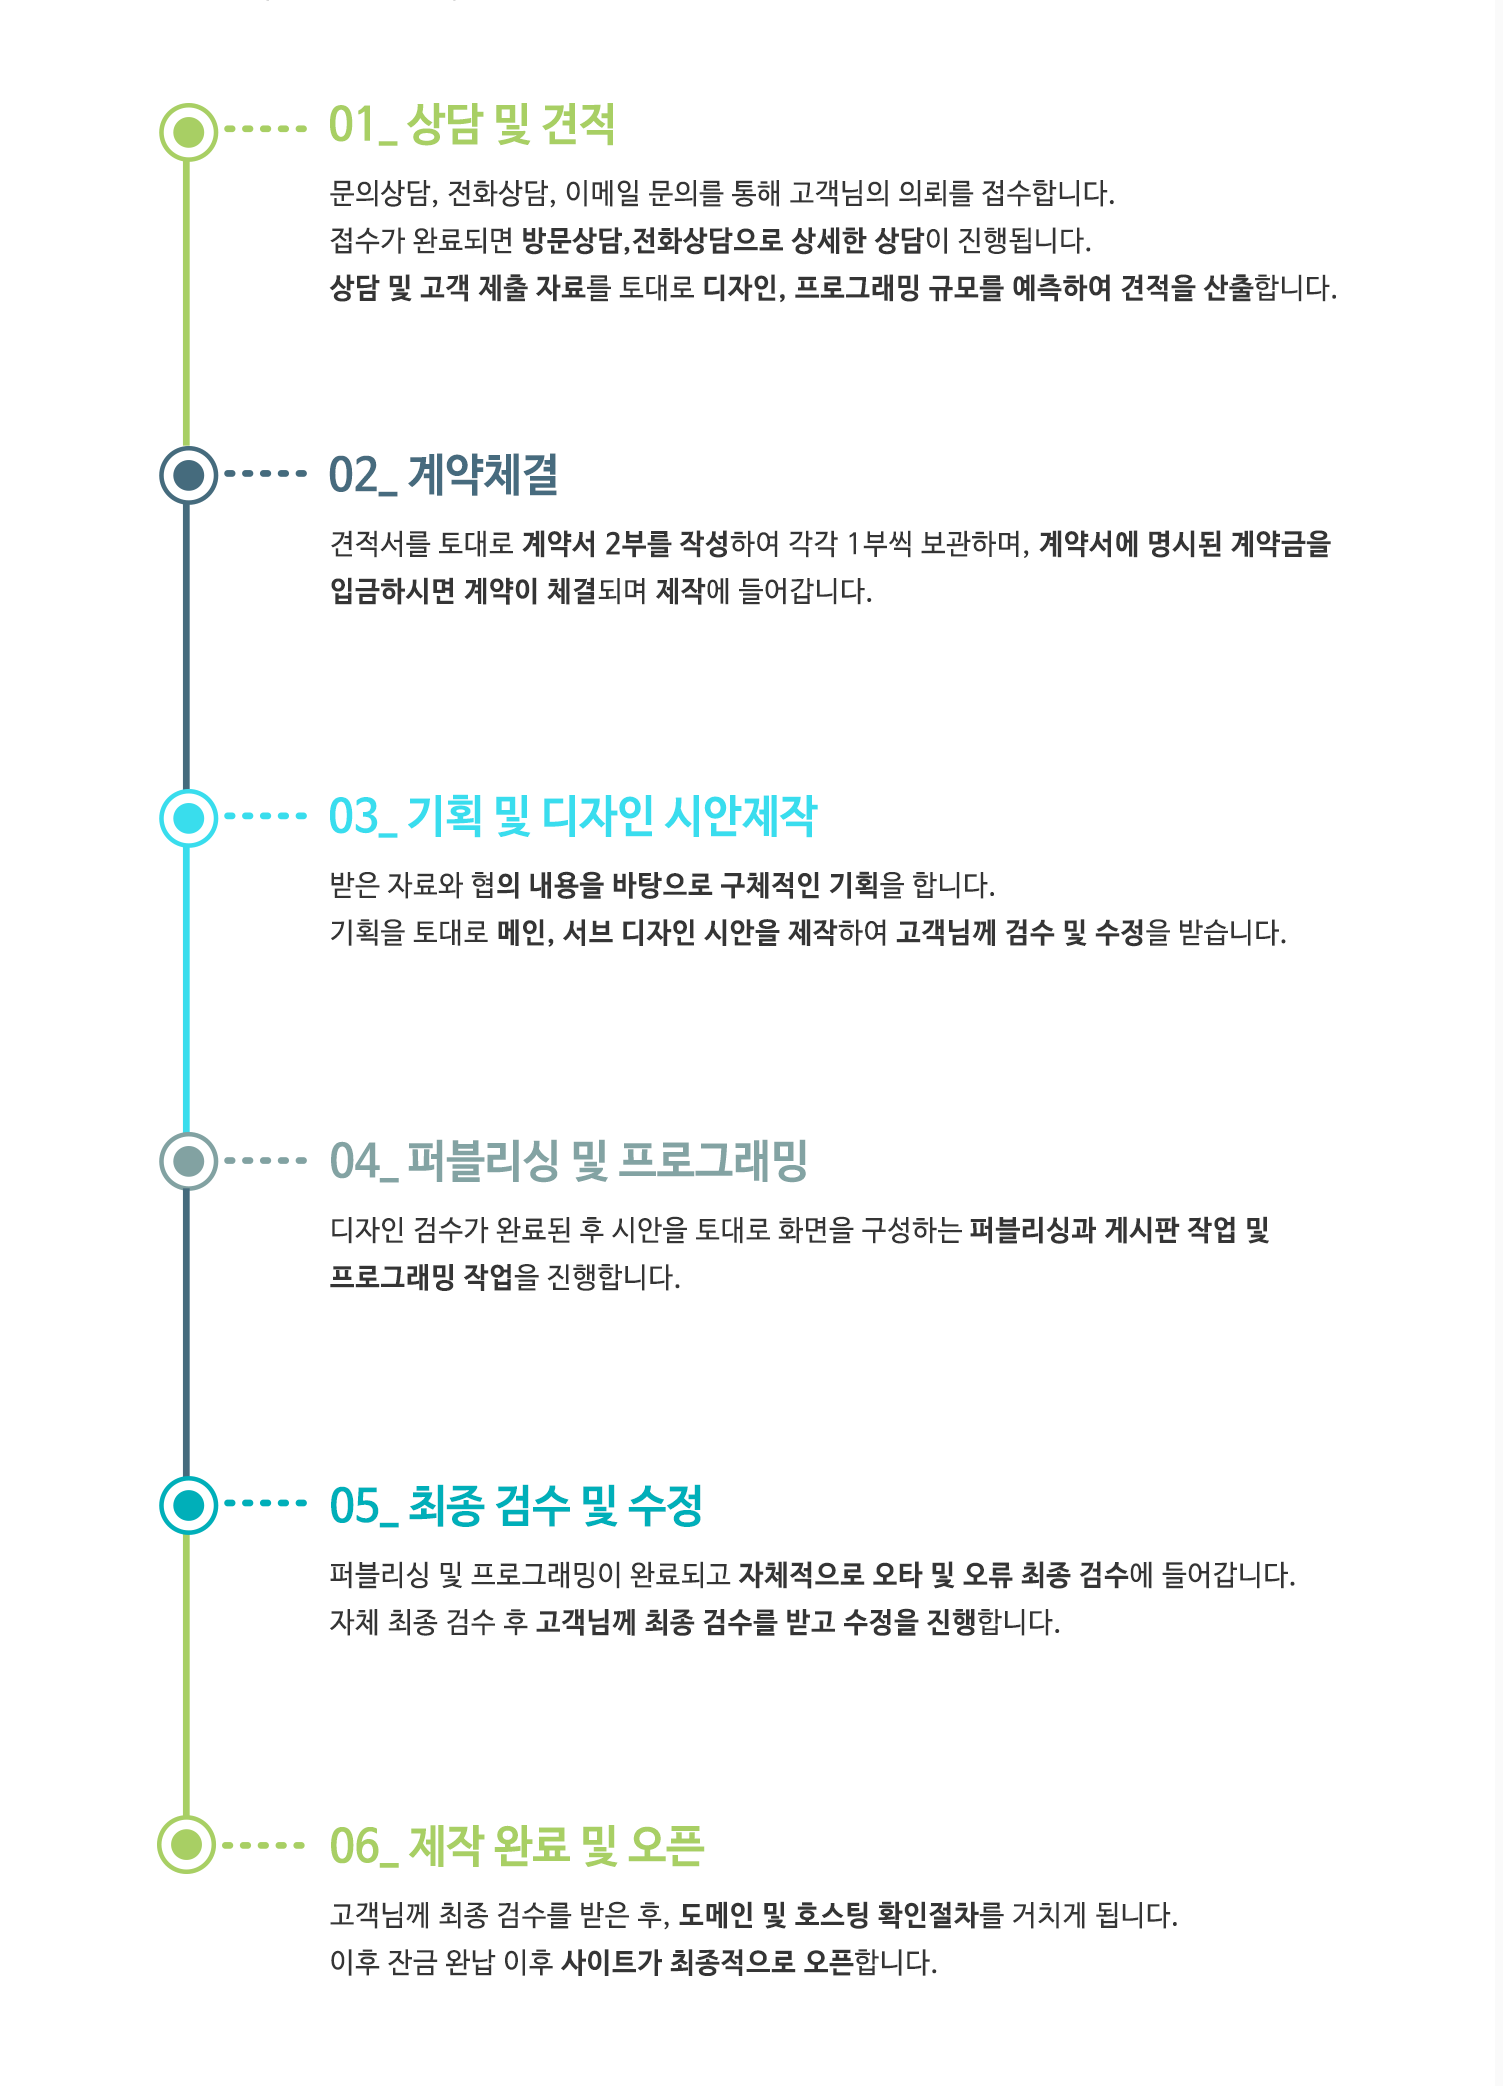 01_ 상담 및 견적
문의상담, 전화상담, 이메일 문의를 통해 고객님의 의뢰를 접수합니다.
접수가 완료되면 방문상담,전화상담으로 상세한 상담이 진행됩니다.
상담 및 고객 제출 자료를 토대로 디자인, 프로그래밍 규모를 예측하여 견적을 산출합니다.
02_ 계약체결
견적서를 토대로 계약서 2부를 작성하여 각각 1부씩 보관하며, 계약서에 명시된 계약금을
입금하시면 계약이 체결되며 제작에 들어갑니다.
03_ 기획 및 디자인 시안제작
받은 자료와 협의 내용을 바탕으로 구체적인 기획을 합니다.
기획을 토대로 메인, 서브 디자인 시안을 제작하여 고객님께 검수 및 수정을 받습니다.
04_ 퍼블리싱 및 프로그래밍
디자인 검수가 완료된 후 시안을 토대로 화면을 구성하는 퍼블리싱과 게시판 작업 및
프로그래밍 작업을 진행합니다.
05_ 최종 검수 및 수정
퍼블리싱 및 프로그래밍이 완료되고 자체적으로 오타 및 오류 최종 검수에 들어갑니다.
자체 최종 검수 후 고객님께 최종 검수를 받고 수정을 진행합니다.
06_ 제작 완료 및 오픈
고객님께 최종 검수를 받은 후, 도메인 및 호스팅 확인절차를 거치게 됩니다.
이후 잔금 완납 이후 사이트가 최종적으로 오픈합니다.